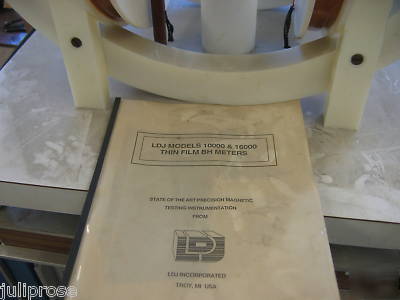 LDJ MODELS 10000 & 16000
THIN FILM BH METERS
STATE OF THE ART PRECISION MAGNETIC
TESTING INSTRUMENTATION
FROM
LDJ
LDJ INCORPORATED
TROY, MI USA
juliprose